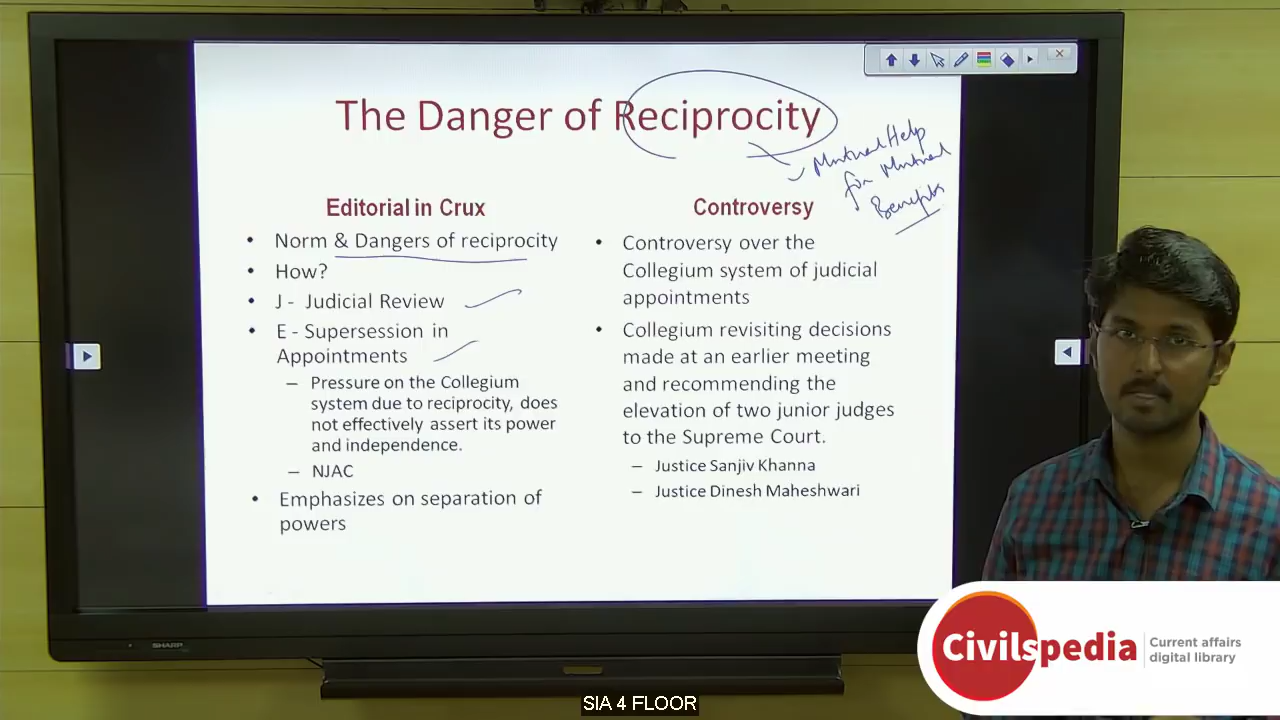 The Danger of Reciprocity
Mutual Help
for Mutual
Benefits
Editorial in Crux
• Norm & Dangers of reciprocity
• How?
• J - Judicial Review
• E - Supersession in
Appointments
– Pressure on the Collegium
system due to reciprocity, does
not effectively assert its power
and independence.
– NJAC
• Emphasizes on separation of
powers
Controversy
• Controversy over the
Collegium system of judicial
appointments
• Collegium revisiting decisions
made at an earlier meeting
and recommending the
elevation of two junior judges
to the Supreme Court.
– Justice Sanjiv Khanna
– Justice Dinesh Maheshwari
SHARP
Civilspedia
Current affairs
digital library
SIA 4 FLOOR